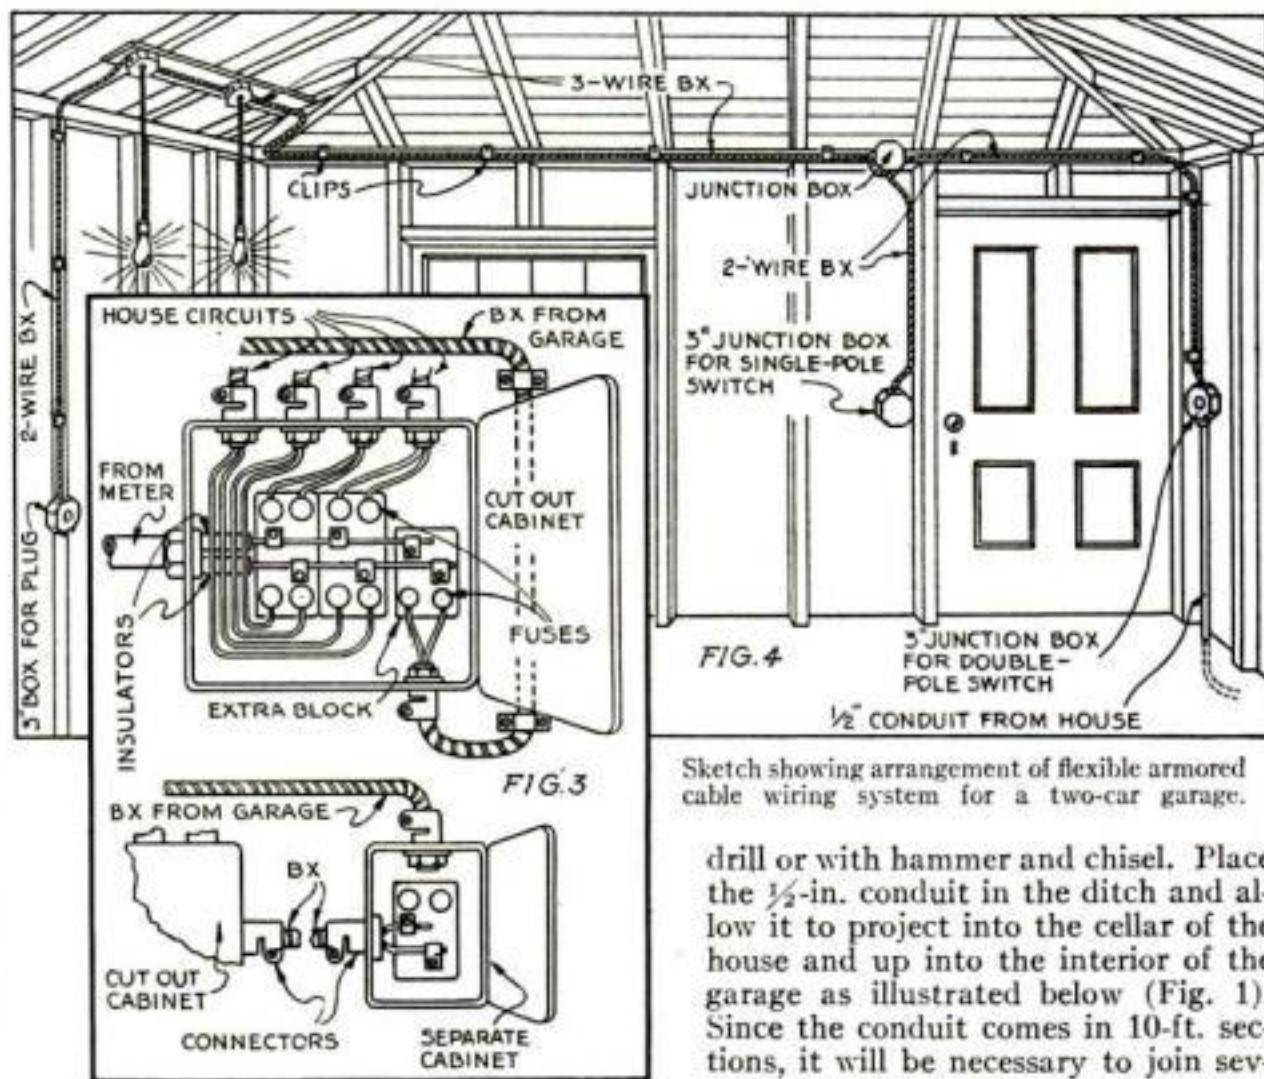 3-WIRE BX
CLIPS
JUNCTION BOX
2-WIRE BX
3" JUNCTION BOX
FOR SINGLE-POLE
SWITCH
2-WIRE BX
3" BOX FOR PLUG
FIG. 4
3" JUNCTION BOX
FOR DOUBLE-
POLE SWITCH
1/2" CONDUIT FROM HOUSE
HOUSE CIRCUITS
BX FROM
GARAGE
FROM
METER
CUT OUT
CABINET
INSULATORS
FUSES
EXTRA BLOCK
FIG. 3
BX FROM GARAGE
BX
CUT OUT
CABINET
CONNECTORS
SEPARATE
CABINET
Sketch showing arrangement of flexible armored
cable wiring system for a two-car garage.
drill or with hammer and chisel. Place
the 1/2-in. conduit in the ditch and al-
low it to project into the cellar of the
house and up into the interior of the
garage as illustrated below (Fig. 1)
Since the conduit comes in 10-ft. sec-
tions, it will be necessary to join sev-